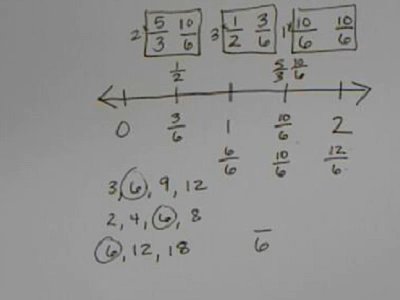 2 5/3 10/6 3 1/2 3/6 1 10/6 10/6
1/2 5/3 10/6
0 3/6 1 10/6 2
6/6 10/6 12/6
3, 6, 9, 12
2, 4, 6, 8
6, 12, 18
/6